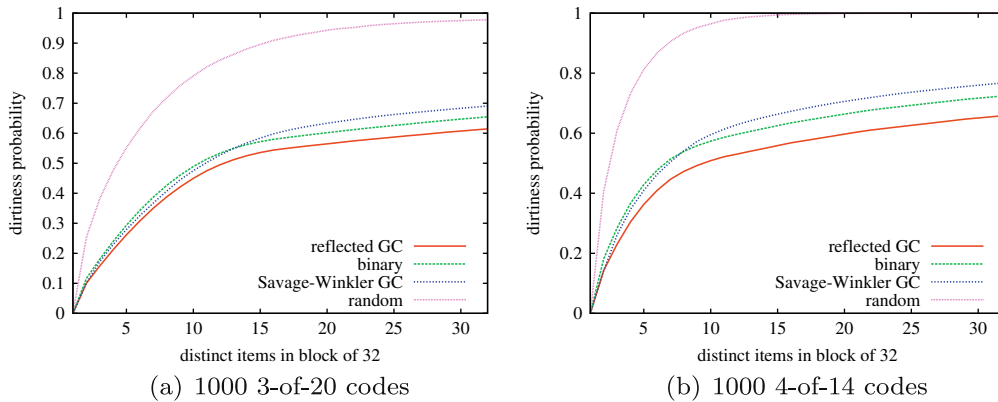 1
0.9
0.8
0.7
0.6
0.5
0.4
0.3
0.2
0.1
0
dirtiness probability
reflected GC
binary
Savage-Winkler GC
random
5 10 15 20 25 30
distinct items in block of 32
(a) 1000 3-of-20 codes
1
0.8
0.6
0.4
0.2
0
dirtiness probability
reflected GC
binary
Savage-Winkler GC
random
5 10 15 20 25 30
distinct items in block of 32
(b) 1000 4-of-14 codes